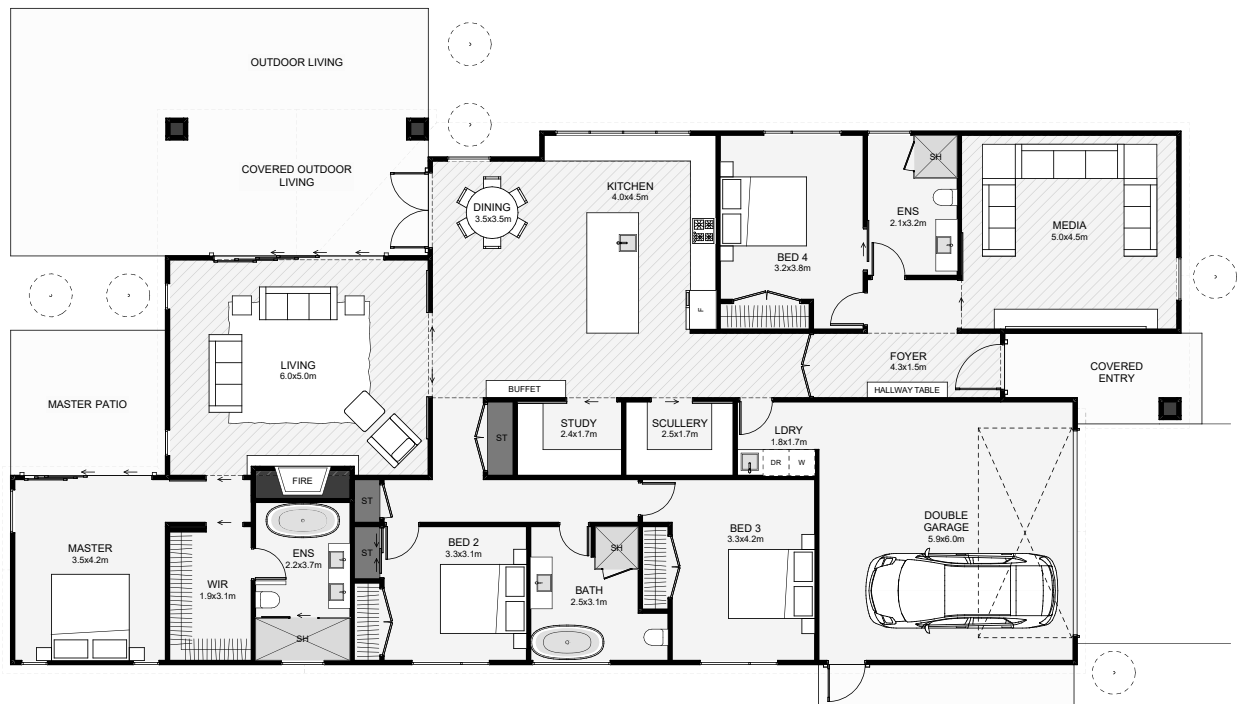 OUTDOOR LIVING
COVERED OUTDOOR
LIVING
KITCHEN
4.0x4.5m
SH
DINING
3.5x3.5m
ENS
2.1x3.2m
MEDIA
5.0x4.5m
BED 4
3.2x3.8m
F
LIVING
6.0x5.0m
FOYER
4.3x1.5m
COVERED
ENTRY
BUFFET
HALLWAY TABLE
MASTER PATIO
ST
STUDY
2.4x1.7m
SCULLERY
2.5x1.7m
LDRY
1.8x1.7m
DR
W
FIRE
ST
DOUBLE
GARAGE
5.9x6.0m
MASTER
3.5x4.2m
WIR
1.9x3.1m
ENS
2.2x3.7m
ST
BED 2
3.3x3.1m
SH
BATH
2.5x3.1m
BED 3
3.3x4.2m
SH